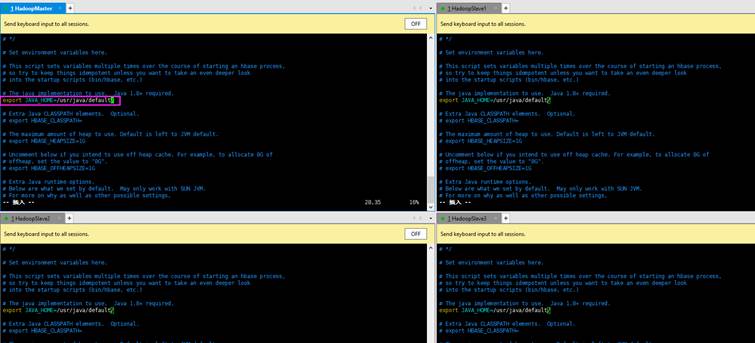 1 HadoopMaster × +
Send keyboard input to all sessions. OFF
# */
# Set environment variables here.
# This script sets variables multiple times over the course of starting an hbase process,
# so try to keep things idempotent unless you want to take an even deeper look
# into the startup scripts (bin/hbase, etc.)
# The java implementation to use. Java 1.8+ required.
export JAVA_HOME=/usr/java/default/
# Extra Java CLASSPATH elements. Optional.
# export HBASE_CLASSPATH=
# The maximum amount of heap to use. Default is left to JVM default.
# export HBASE_HEAPSIZE=1G
# Uncomment below if you intend to use off heap cache. For example, to allocate 8G of
# offheap, set the value to "8G".
# export HBASE_OFFHEAPSIZE=1G
# Extra Java runtime options.
# Below are what we set by default. May only work with SUN JVM.
# For more on why as well as other possible settings,
-- 插入 -- 28,35 16%
1 HadoopSlave1 × +
Send keyboard input to all sessions.
# */
# Set environment variables here.
# This script sets variables multiple times over the course of starting an hbase process,
# so try to keep things idempotent unless you want to take an even deeper look
# into the startup scripts (bin/hbase, etc.)
# The java implementation to use. Java 1.8+ required.
export JAVA_HOME=/usr/java/default/
# Extra Java CLASSPATH elements. Optional.
# export HBASE_CLASSPATH=
# The maximum amount of heap to use. Default is left to JVM default.
# export HBASE_HEAPSIZE=1G
# Uncomment below if you intend to use off heap cache. For example, to allocate 8G of
# offheap, set the value to "8G".
# export HBASE_OFFHEAPSIZE=1G
# Extra Java runtime options.
# Below are what we set by default. May only work with SUN JVM.
# For more on why as well as other possible settings,
-- 插入 --
1 HadoopSlave2 × +
Send keyboard input to all sessions. OFF
# */
# Set environment variables here.
# This script sets variables multiple times over the course of starting an hbase process,
# so try to keep things idempotent unless you want to take an even deeper look
# into the startup scripts (bin/hbase, etc.)
# The java implementation to use. Java 1.8+ required.
export JAVA_HOME=/usr/java/default/
# Extra Java CLASSPATH elements. Optional.
# export HBASE_CLASSPATH=
1 HadoopSlave3 × +
Send keyboard input to all sessions.
# */
# Set environment variables here.
# This script sets variables multiple times over the course of starting an hbase process,
# so try to keep things idempotent unless you want to take an even deeper look
# into the startup scripts (bin/hbase, etc.)
# The java implementation to use. Java 1.8+ required.
export JAVA_HOME=/usr/java/default/
# Extra Java CLASSPATH elements. Optional.
# export HBASE_CLASSPATH=